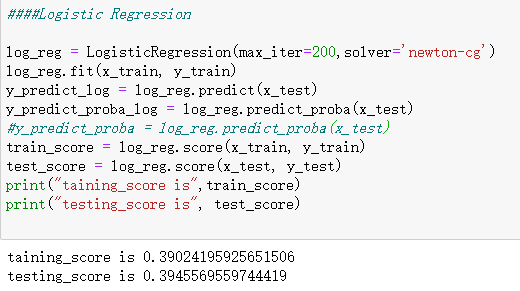 ####Logistic Regression
log_reg = LogisticRegression(max_iter=200,solver='newton-cg')
log_reg.fit(x_train, y_train)
y_predict_log = log_reg.predict(x_test)
y_predict_proba_log = log_reg.predict_proba(x_test)
#y_predict_proba = log_reg.predict_proba(x_test)
train_score = log_reg.score(x_train, y_train)
test_score = log_reg.score(x_test, y_test)
print("taining_score is",train_score)
print("testing_score is", test_score)
taining_score is 0.39024195925651506
testing_score is 0.3945569559744419